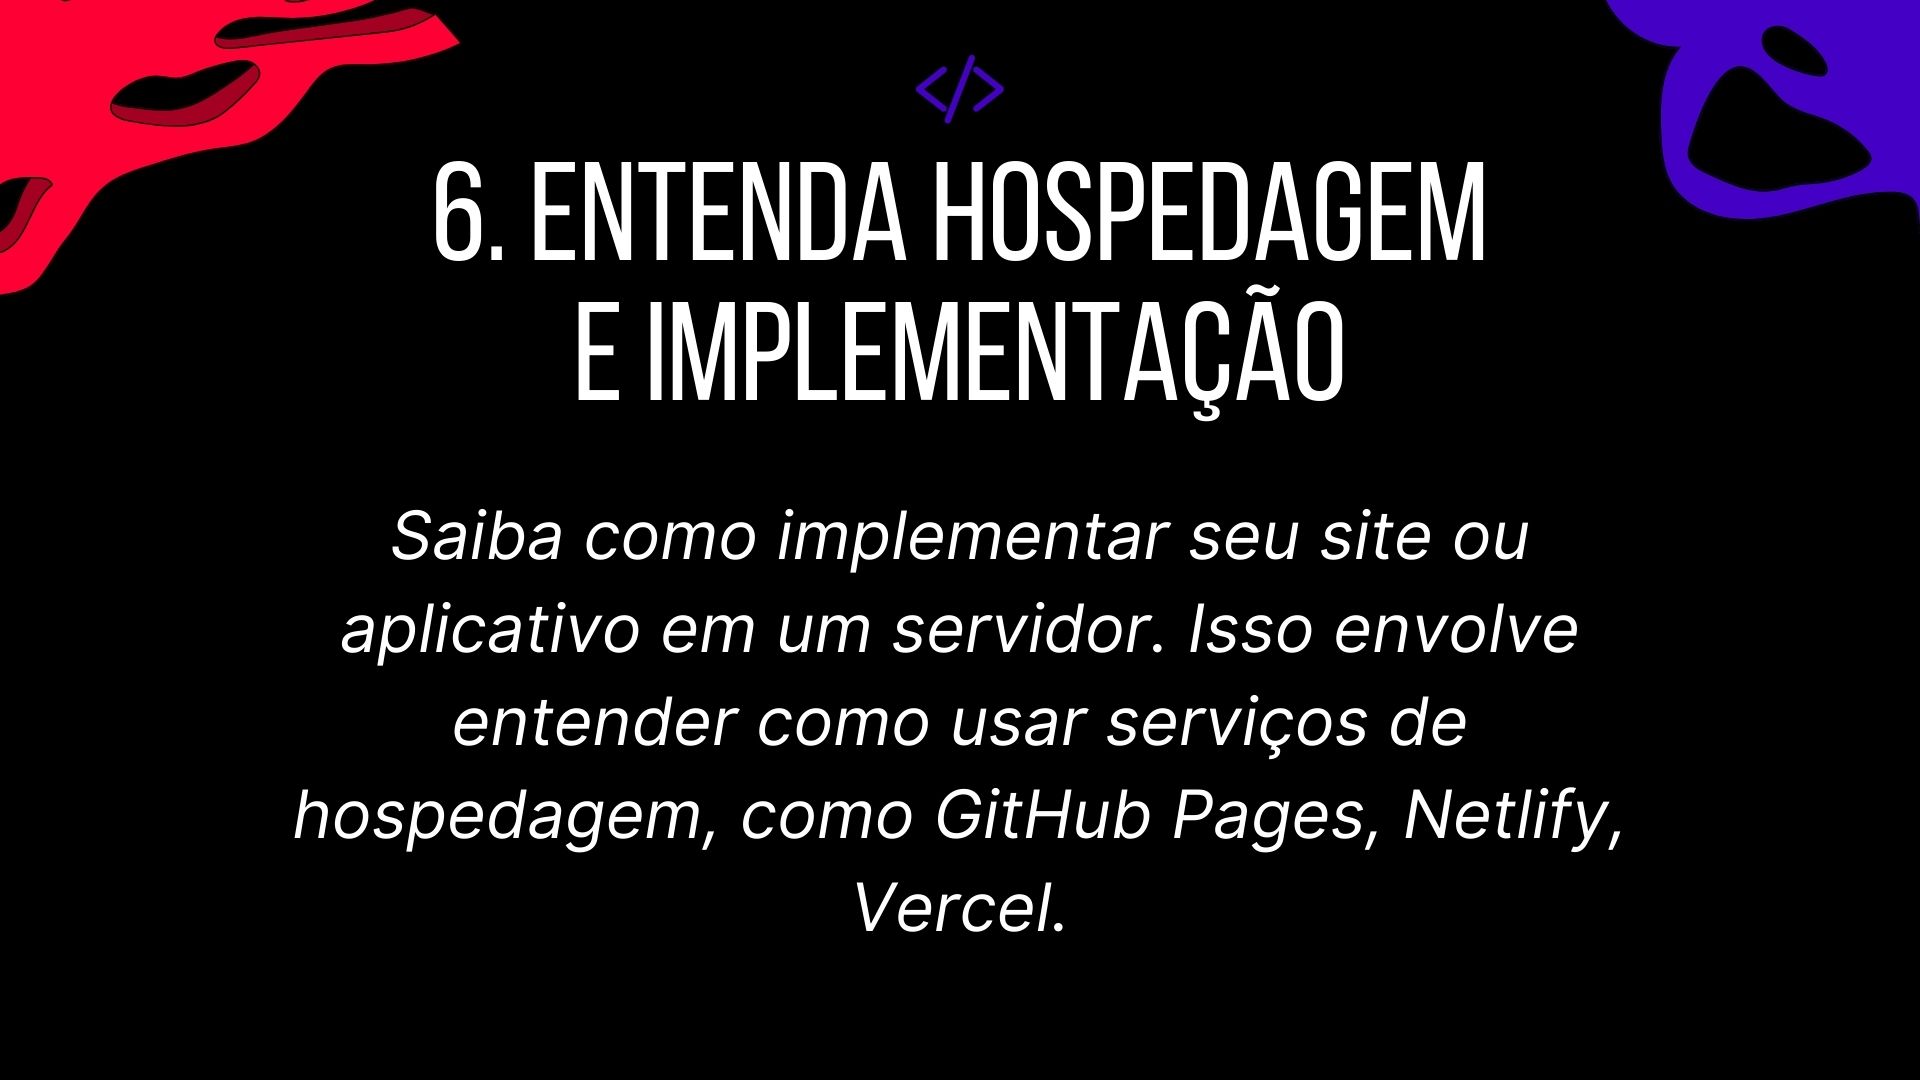 </>
6. ENTENDA HOSPEDAGEM
E IMPLEMENTAÇÃO
Saiba como implementar seu site ou
aplicativo em um servidor. Isso envolve
entender como usar serviços de
hospedagem, como GitHub Pages, Netlify,
Vercel.